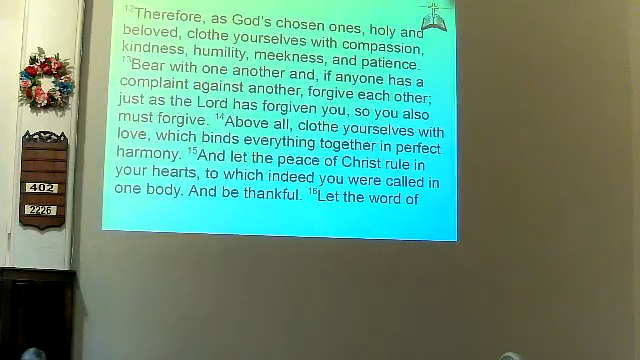 ¹²Therefore, as God's chosen ones, holy and
beloved, clothe yourselves with compassion,
kindness, humility, meekness, and patience.
¹³Bear with one another and, if anyone has a
complaint against another, forgive each other;
just as the Lord has forgiven you, so you also
must forgive. ¹⁴Above all, clothe yourselves with
love, which binds everything together in perfect
harmony. ¹⁵And let the peace of Christ rule in
your hearts, to which indeed you were called in
one body. And be thankful. ¹⁶Let the word of
402
2226